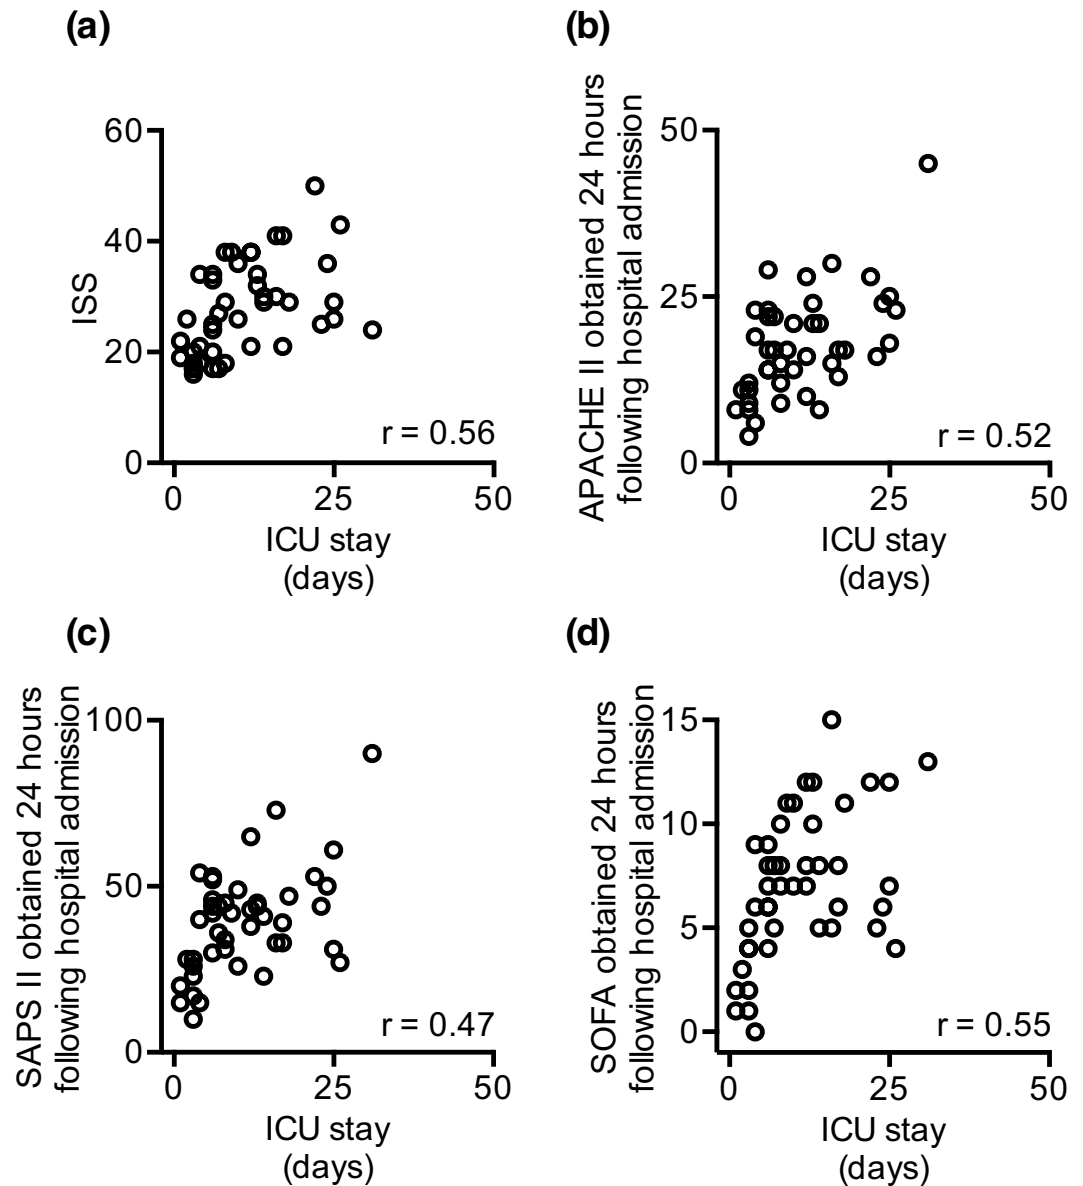 (a)
ISS
60
40
20
0
r = 0.56
0 25 50
ICU stay
(days)
(b)
APACHE II obtained 24 hours
following hospital admission
50
25
0
r = 0.52
0 25 50
ICU stay
(days)
(c)
SAPS II obtained 24 hours
following hospital admission
100
50
0
r = 0.47
0 25 50
ICU stay
(days)
(d)
SOFA obtained 24 hours
following hospital admission
15
10
5
0
r = 0.55
0 25 50
ICU stay
(days)